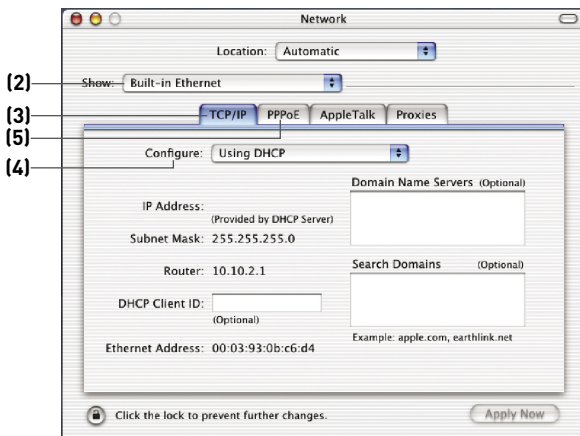 Network
Location: Automatic
(2) Show: Built-in Ethernet
(3) TCP/IP PPPoE AppleTalk Proxies
(5)
(4) Configure: Using DHCP
Domain Name Servers (Optional)
IP Address:
(Provided by DHCP Server)
Subnet Mask: 255.255.255.0
Router: 10.10.2.1
Search Domains (Optional)
DHCP Client ID:
(Optional)
Example: apple.com, earthlink.net
Ethernet Address: 00:03:93:0b:c6:d4
Click the lock to prevent further changes.
Apply Now